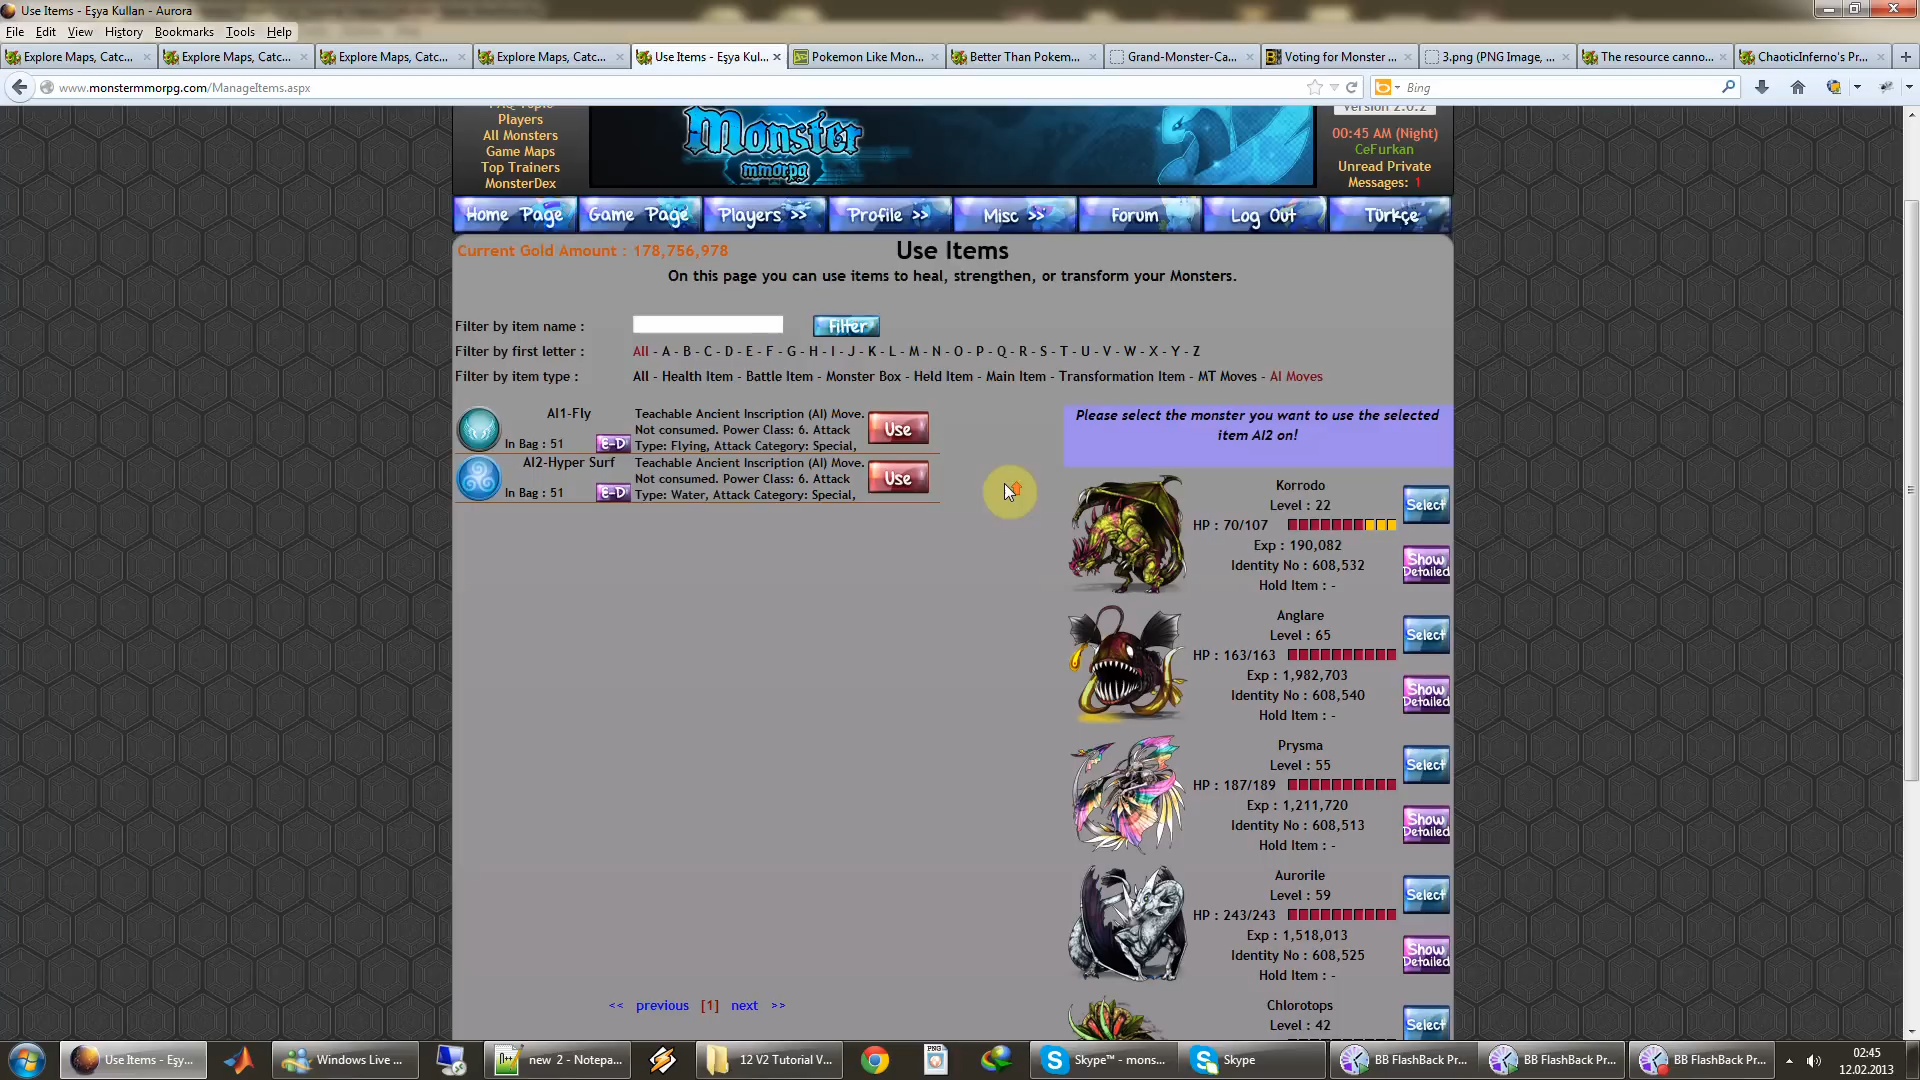 Use Items - Eşya Kullan - Aurora
File Edit View History Bookmarks Tools Help
Explore Maps, Catc...
Explore Maps, Catc...
Explore Maps, Catc...
Explore Maps, Catc...
Use Items - Eşya Kul...
Pokemon Like Mon...
Better Than Pokem...
Grand-Monster-Ca...
Voting for Monster ...
3.png (PNG Image, ...
The resource canno...
ChaoticInferno's Pr...
www.monstermmorpg.com/ManageItems.aspx
Bing
Players
All Monsters
Game Maps
Top Trainers
MonsterDex
Monster
mmorpg
Version 2.0.2
00:45 AM (Night)
CeFurkan
Unread Private
Messages: 1
Home Page
Game Page
Players >>
Profile >>
Misc >>
Forum
Log Out
Türkçe
Current Gold Amount : 178,756,978
Use Items
On this page you can use items to heal, strengthen, or transform your Monsters.
Filter by item name :
Filter
Filter by first letter : All - A - B - C - D - E - F - G - H - I - J - K - L - M - N - O - P - Q - R - S - T - U - V - W - X - Y - Z
Filter by item type : All - Health Item - Battle Item - Monster Box - Held Item - Main Item - Transformation Item - MT Moves - AI Moves
AI1-Fly
In Bag : 51
E-D
Teachable Ancient Inscription (AI) Move.
Not consumed. Power Class: 6. Attack
Type: Flying, Attack Category: Special,
Use
AI2-Hyper Surf
In Bag : 51
E-D
Teachable Ancient Inscription (AI) Move.
Not consumed. Power Class: 6. Attack
Type: Water, Attack Category: Special,
Use
Please select the monster you want to use the selected
item AI2 on!
Korrodo
Level : 22
HP : 70/107
Exp : 190,082
Identity No : 608,532
Hold Item : -
Select
Show
Detailed
Anglare
Level : 65
HP : 163/163
Exp : 1,982,703
Identity No : 608,540
Hold Item : -
Select
Show
Detailed
Prysma
Level : 55
HP : 187/189
Exp : 1,211,720
Identity No : 608,513
Hold Item : -
Select
Show
Detailed
Aurorile
Level : 59
HP : 243/243
Exp : 1,518,013
Identity No : 608,525
Hold Item : -
Select
Show
Detailed
Chlorotops
Level : 42
Select
<< previous [1] next >>
Use Items - Eşy...
Windows Live ...
new 2 - Notepa...
12 V2 Tutorial V...
PNG
Skype™ - mons...
Skype
BB FlashBack Pr...
BB FlashBack Pr...
BB FlashBack Pr...
02:45
12.02.2013